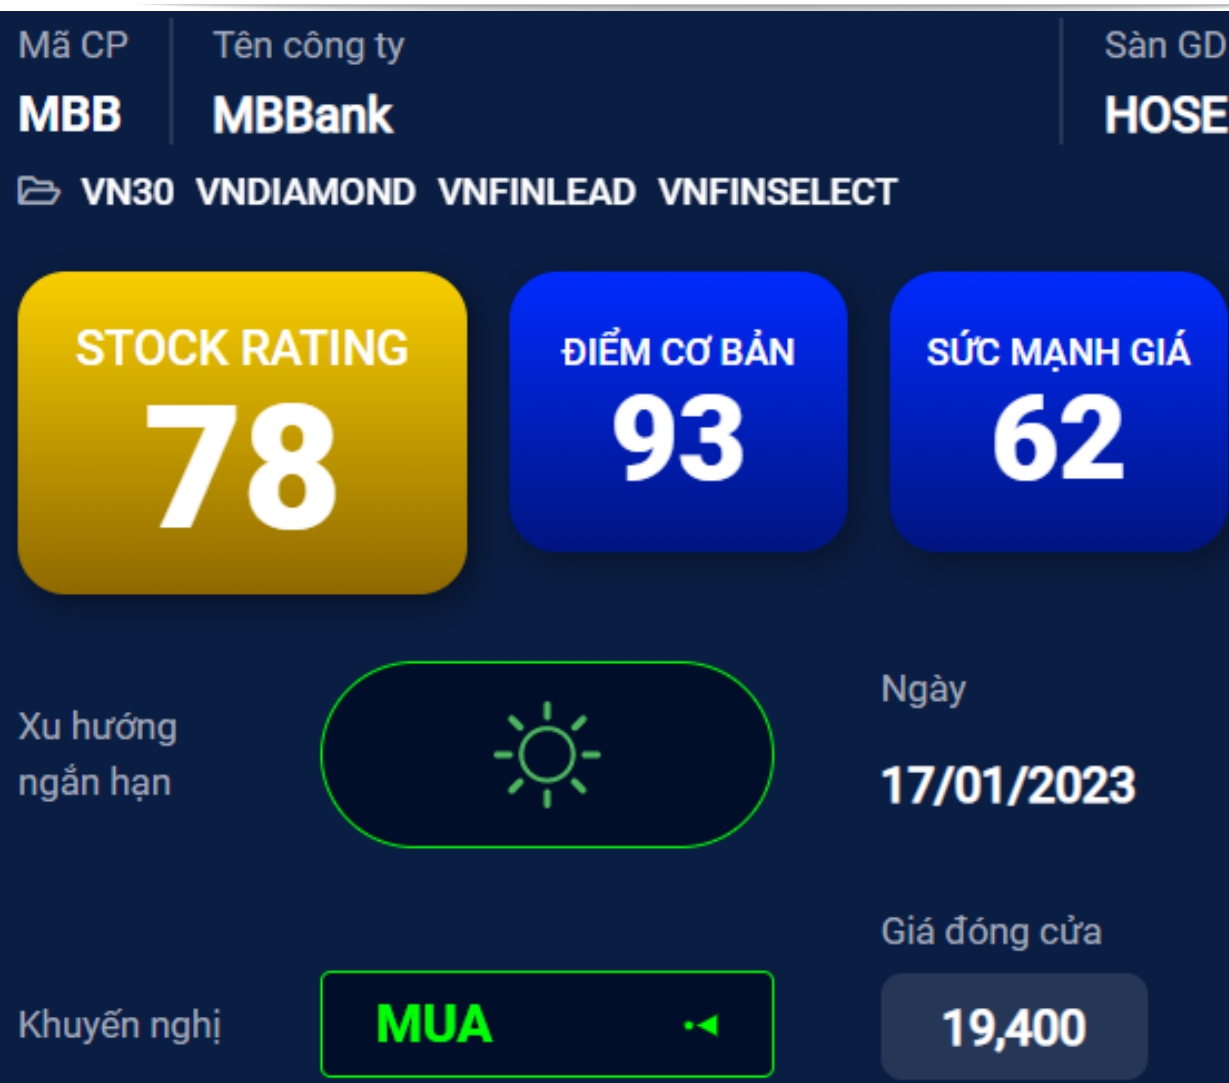 Mã CP Tên công ty Sàn GD
MBB MBBank HOSE
VN30 VNDIAMOND VNFINLEAD VNFINSELECT
STOCK RATING ĐIỂM CƠ BẢN SỨC MẠNH GIÁ
78 93 62
Xu hướng
ngắn hạn
Ngày
17/01/2023
Giá đóng cửa
Khuyến nghị MUA 19,400